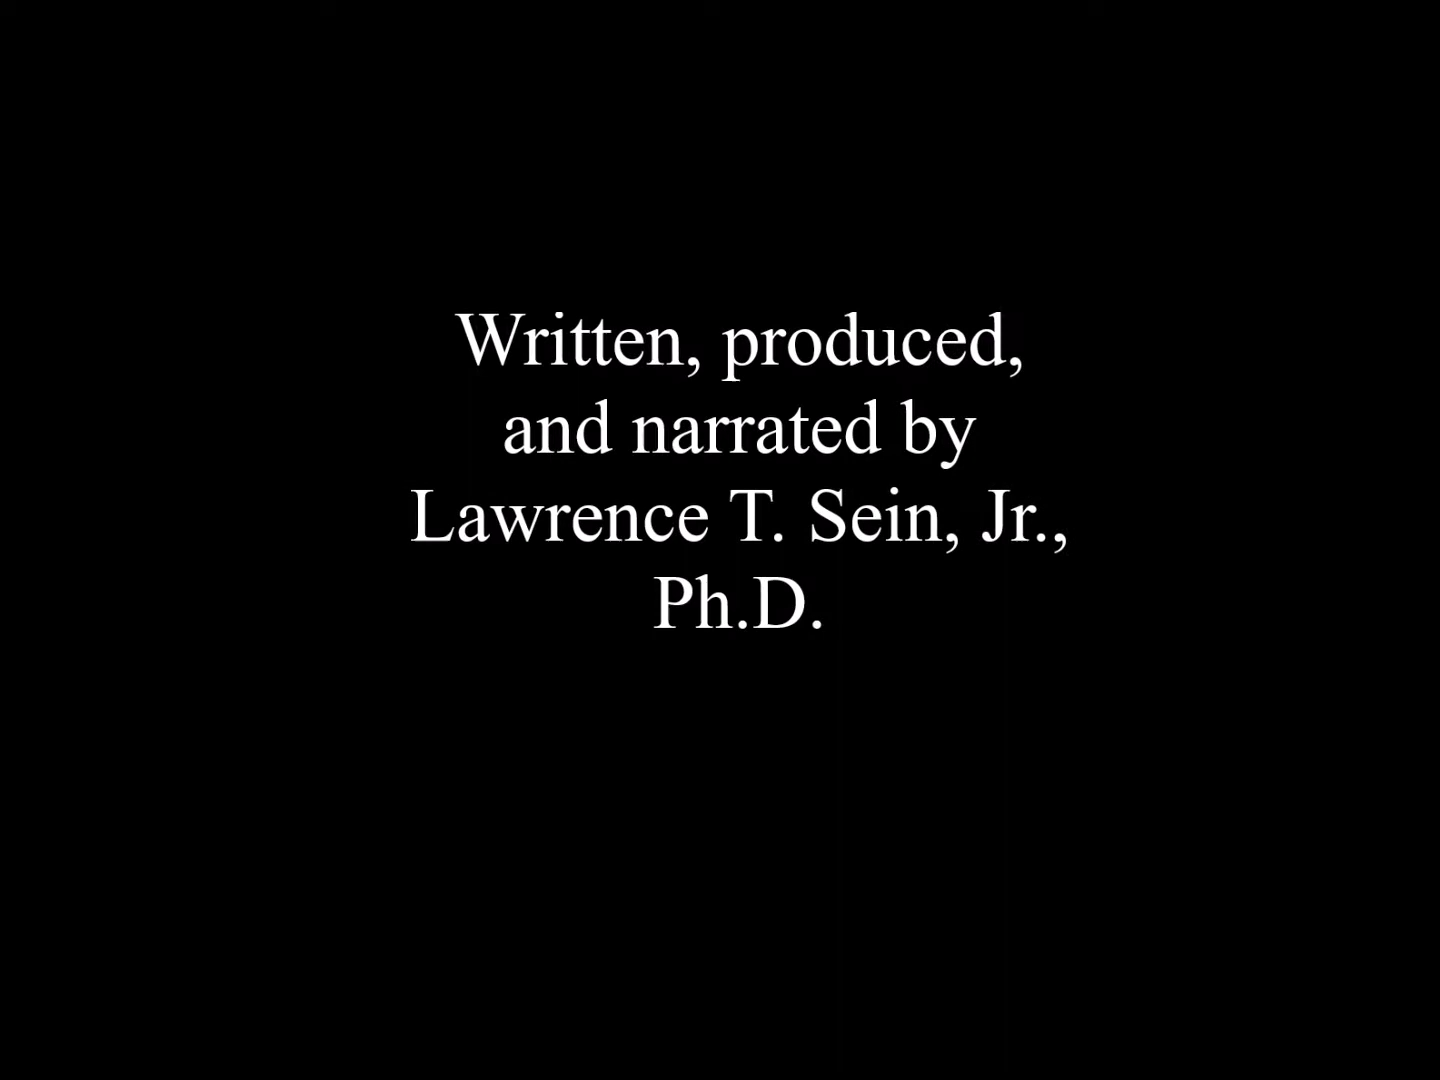 Written, produced,
and narrated by
Lawrence T. Sein, Jr.,
Ph.D.